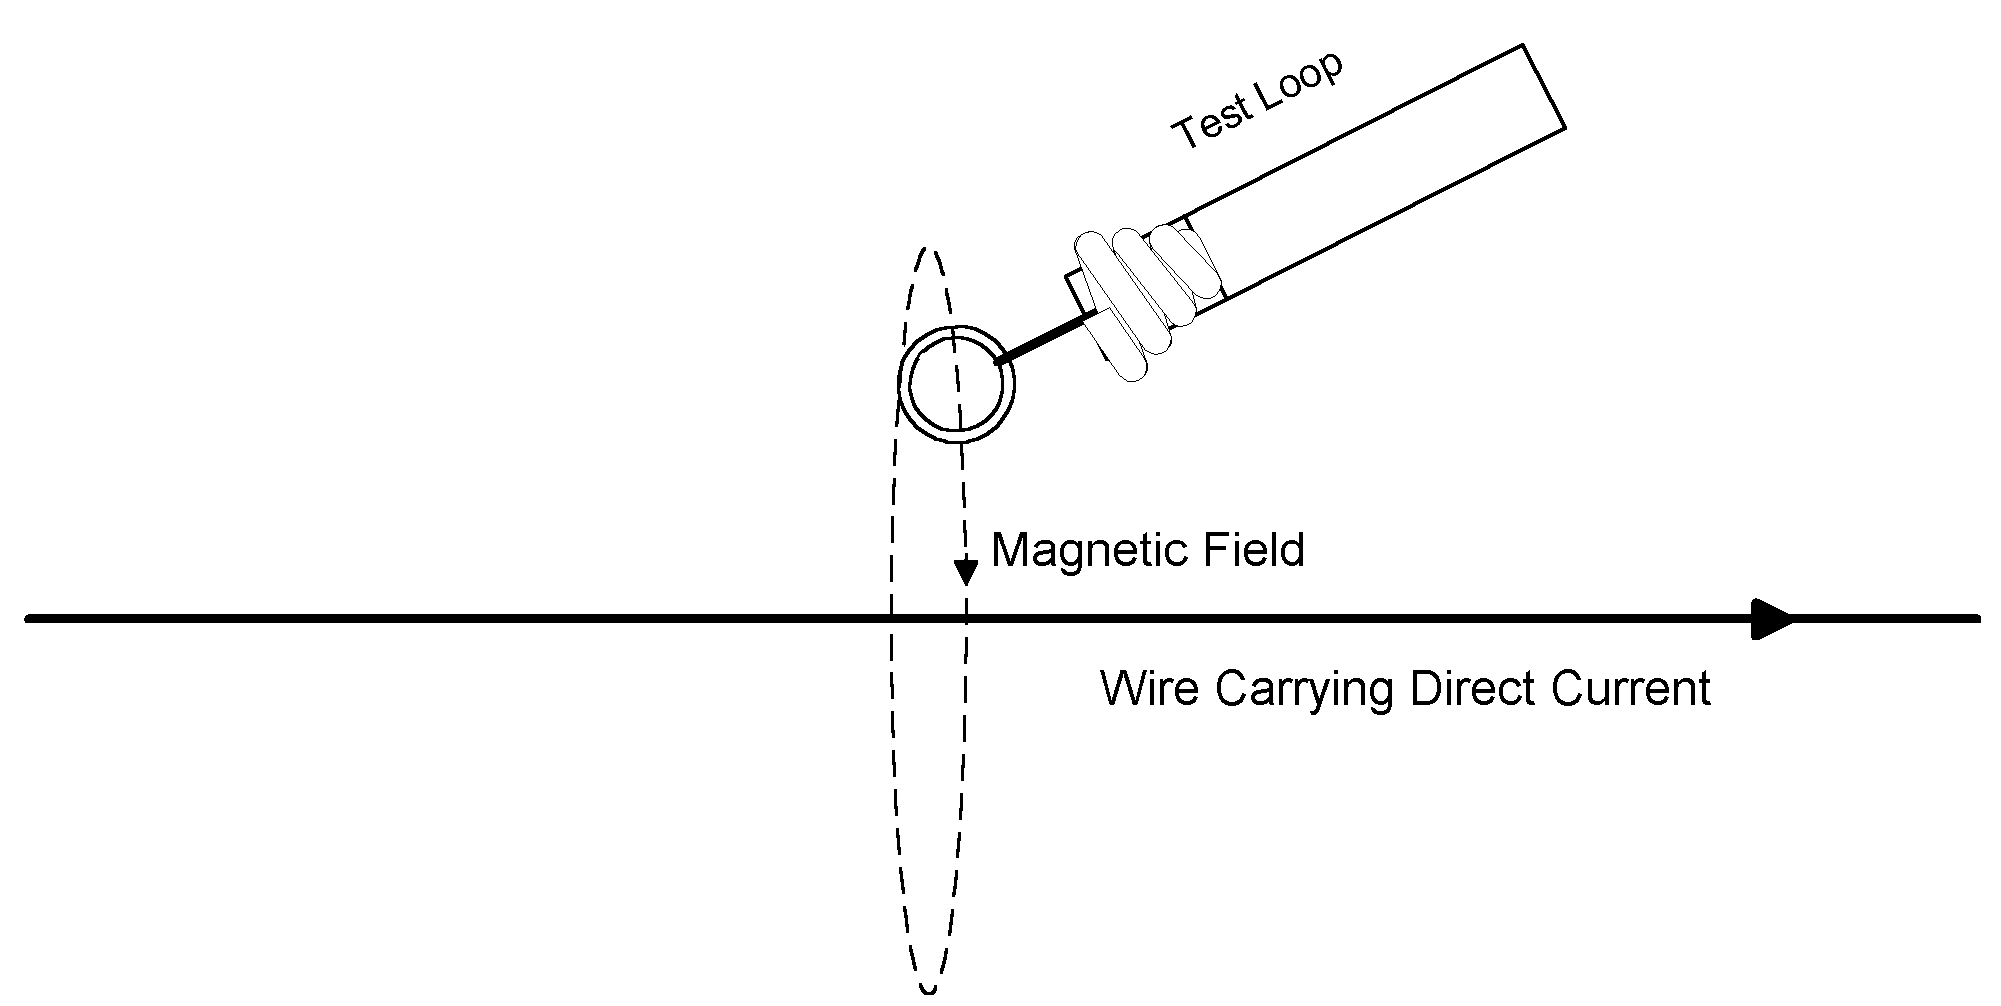 Test Loop
Magnetic Field
Wire Carrying Direct Current